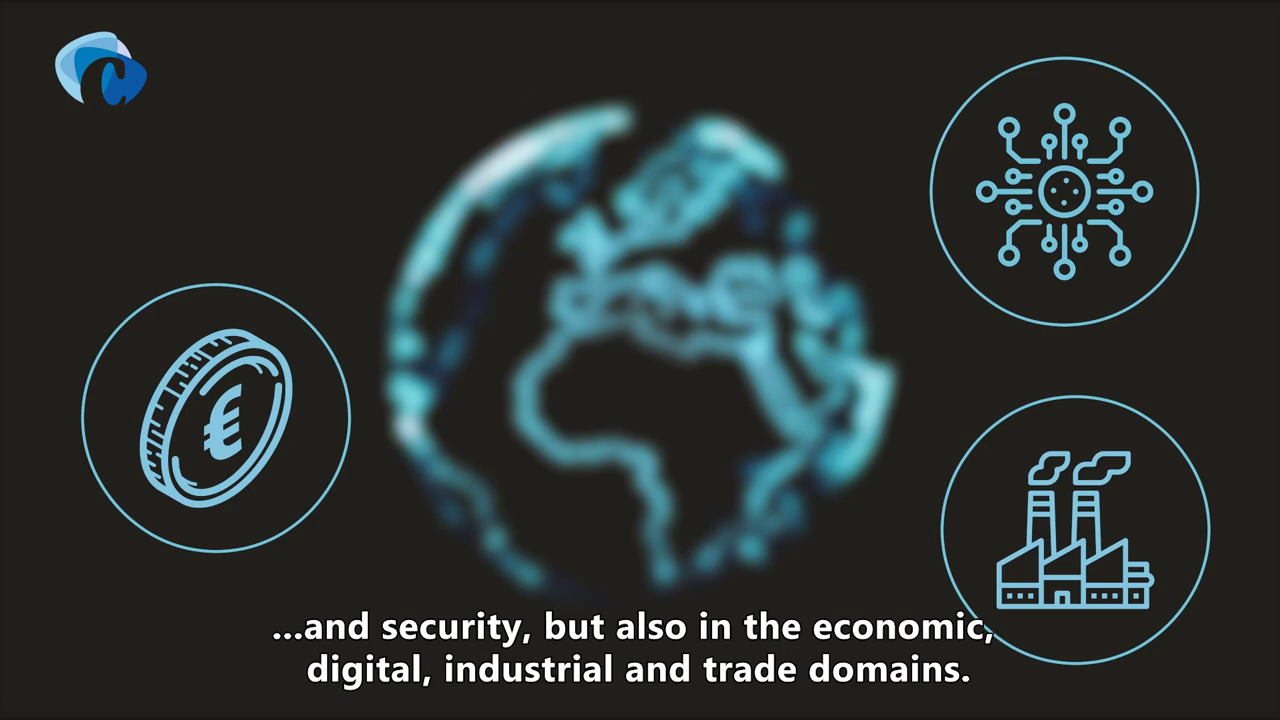 ...and security, but also in the economic,
digital, industrial and trade domains.